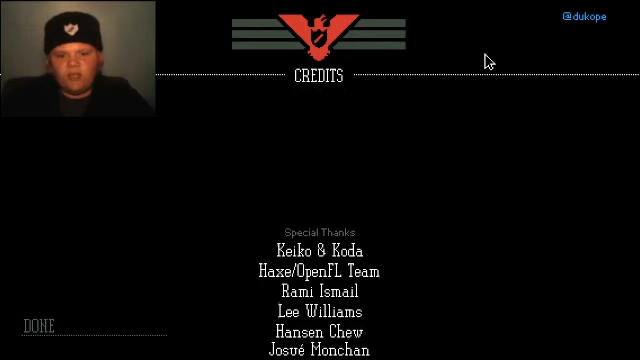 @dukope
CREDITS
Special Thanks
Keiko & Koda
Haxe/OpenFL Team
Rami Ismail
Lee Williams
Hansen Chew
Josué Monchan
DONE